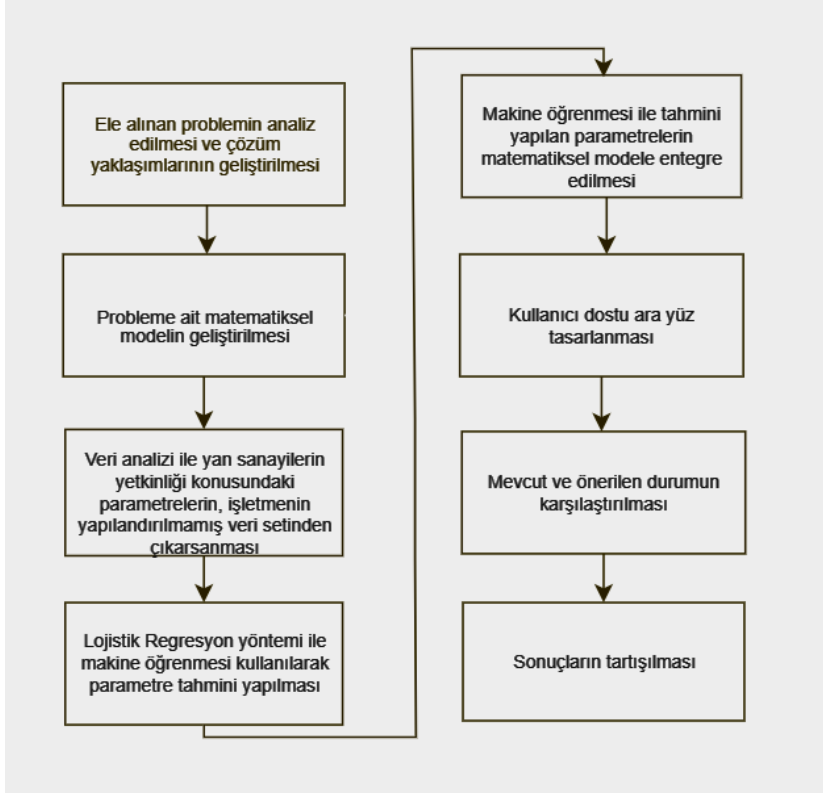 Ele alınan problemin analiz
edilmesi ve çözüm
yaklaşımlarının geliştirilmesi
Probleme ait matematiksel
modelin geliştirilmesi
Veri analizi ile yan sanayilerin
yetkinliği konusundaki
parametrelerin, işletmenin
yapılandırılmamış veri setinden
çıkarsanması
Lojistik Regresyon yöntemi ile
makine öğrenmesi kullanılarak
parametre tahmini yapılması
Makine öğrenmesi ile tahmini
yapılan parametrelerin
matematiksel modele entegre
edilmesi
Kullanıcı dostu ara yüz
tasarlanması
Mevcut ve önerilen durumun
karşılaştırılması
Sonuçların tartışılması